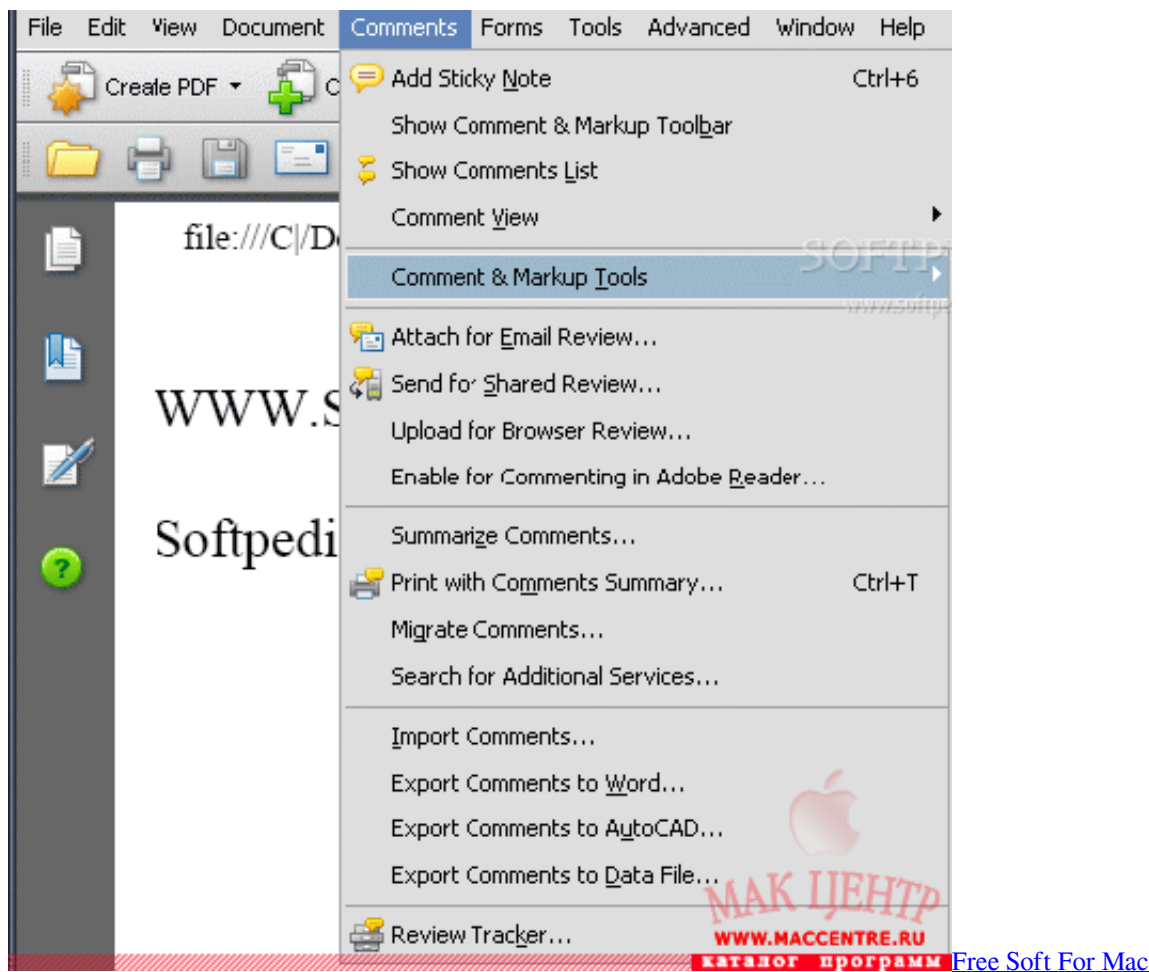 File Edit View Document Comments Forms Tools Advanced Window Help
Create PDF
Add Sticky Note Ctrl+6
Show Comment & Markup Toolbar
Show Comments List
Comment View
file:///C|/D
SOFTP
Comment & Markup Tools
www.softpe
Attach for Email Review...
Send for Shared Review...
WWW.S
Upload for Browser Review...
Enable for Commenting in Adobe Reader...
Softpedi
Summarize Comments...
Print with Comments Summary... Ctrl+T
Migrate Comments...
Search for Additional Services...
Import Comments...
Export Comments to Word...
Export Comments to AutoCAD...
Export Comments to Data File...
МАК ЦЕНТР
Review Tracker...
WWW.MACCENTRE.RU
каталог программ
Free Soft For Mac